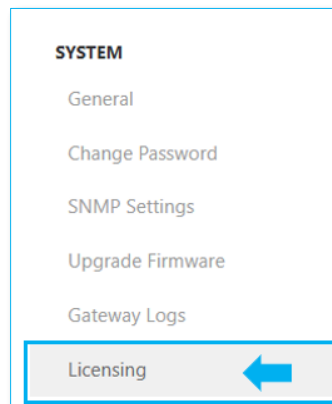 SYSTEM
General
Change Password
SNMP Settings
Upgrade Firmware
Gateway Logs
Licensing